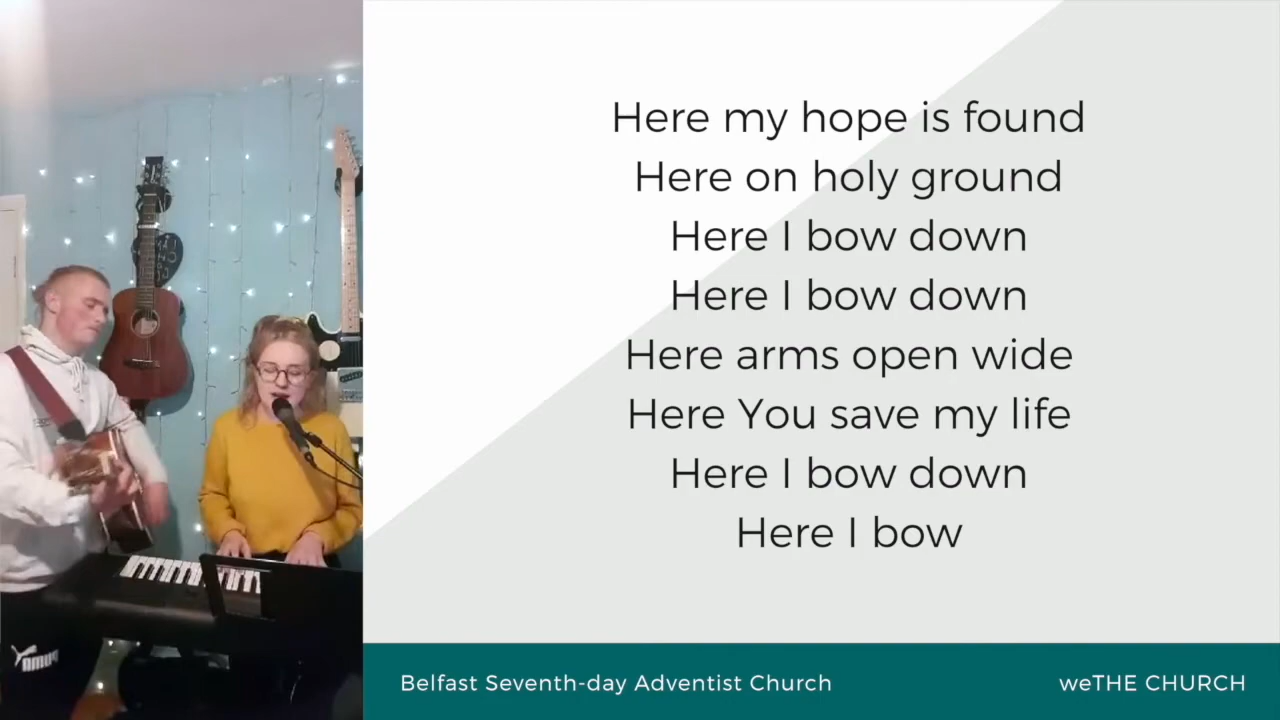 Here my hope is found
Here on holy ground
Here I bow down
Here I bow down
Here arms open wide
Here You save my life
Here I bow down
Here I bow
Belfast Seventh-day Adventist Church
weTHE CHURCH